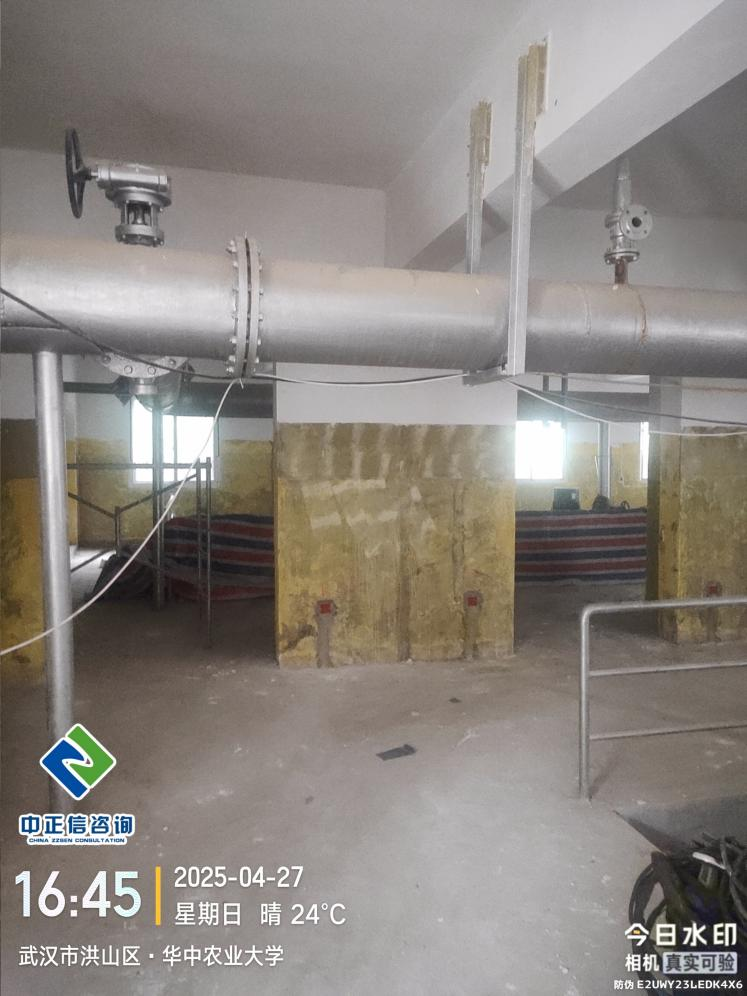 中正信咨询
CHINA ZZSEN CONSULTATION
16:45
2025-04-27
星期日 晴 24℃
武汉市洪山区·华中农业大学
今日水印
相机 真实可验
防伪 E2UWY23LEDK4X6